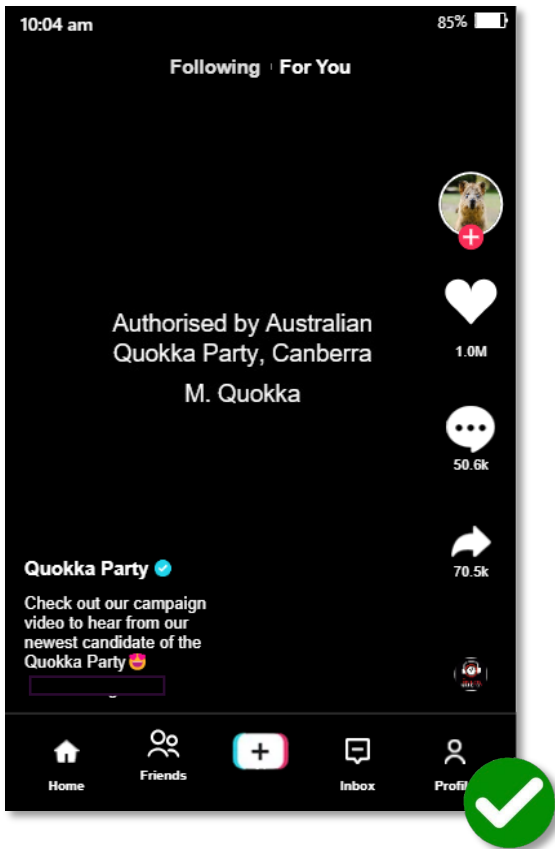 10:04 am
85%
Following
For You
Authorised by Australian
Quokka Party, Canberra
M. Quokka
1.0M
50.6k
70.5k
Quokka Party
Check out our campaign
video to hear from our
newest candidate of the
Quokka Party🤩
Home
Friends
Inbox